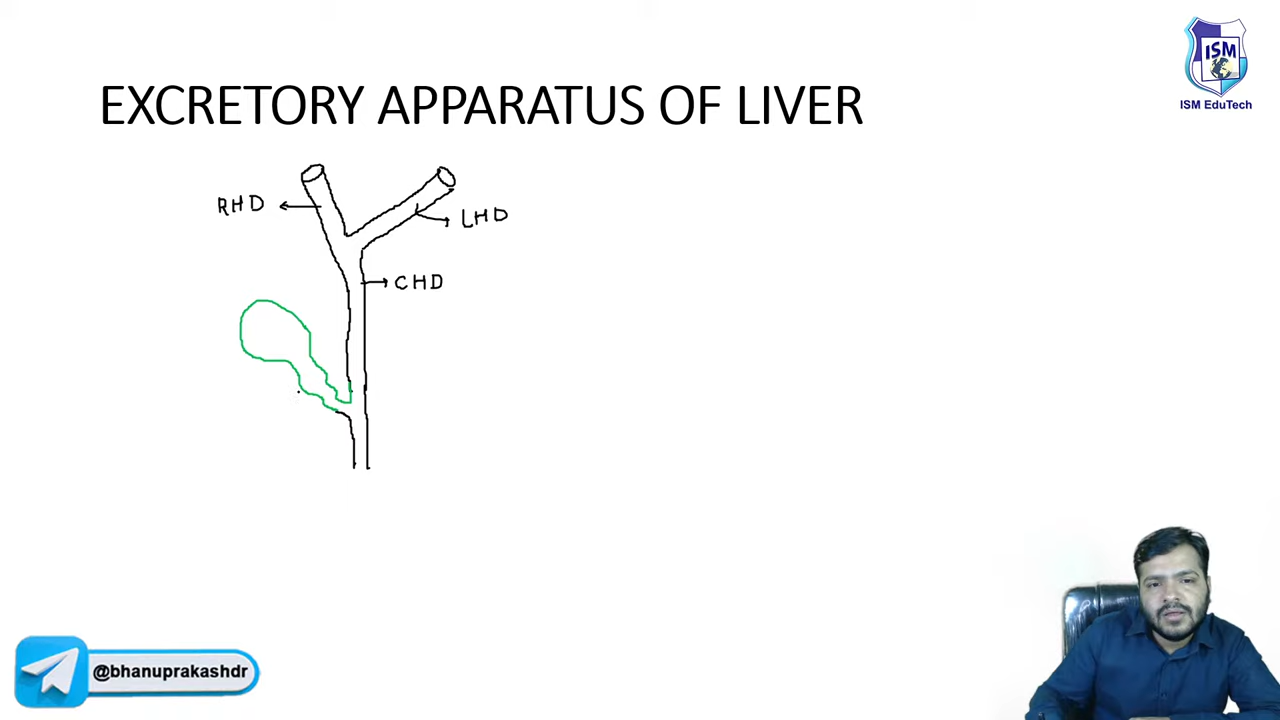 ISM
ISM EduTech
EXCRETORY APPARATUS OF LIVER
RHD
LHD
CHD
@bhanuprakashdr